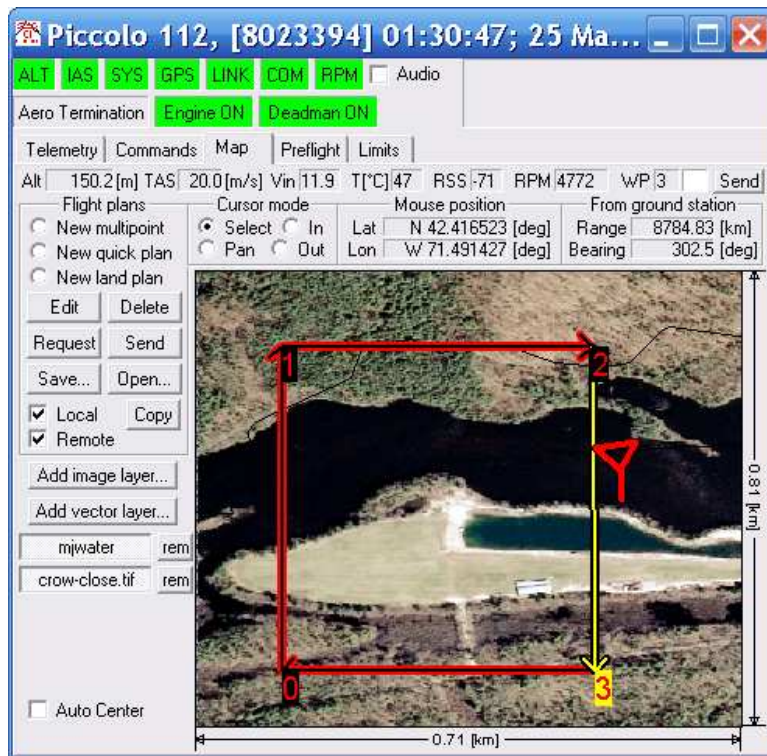 Piccolo 112, [8023394] 01:30:47; 25 Ma...
ALT IAS SYS GPS LINK COM RPM Audio
Aero Termination Engine ON Deadman ON
Telemetry Commands Map Preflight Limits
Alt 150.2 [m] TAS 20.0 [m/s] Vin 11.9 T[°C] 47 RSS -71 RPM 4772 WP 3 Send
Flight plans Cursor mode Mouse position From ground station
New multipoint Select In Lat N 42.416523 [deg] Range 8784.83 [km]
New quick plan Pan Out Lon W 71.491427 [deg] Bearing 302.5 [deg]
New land plan
Edit Delete
Request Send
Save... Open...
Local Copy
Remote
Add image layer...
Add vector layer...
mjwater rem
crow-close.tif rem
Auto Center
1 2
0 3
0.81 [km]
0.71 [km]